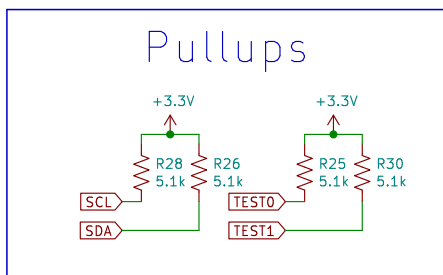 Pullups
+3.3V +3.3V
R28 R26 R25 R30
5.1k 5.1k 5.1k 5.1k
SCL TEST0
SDA TEST1